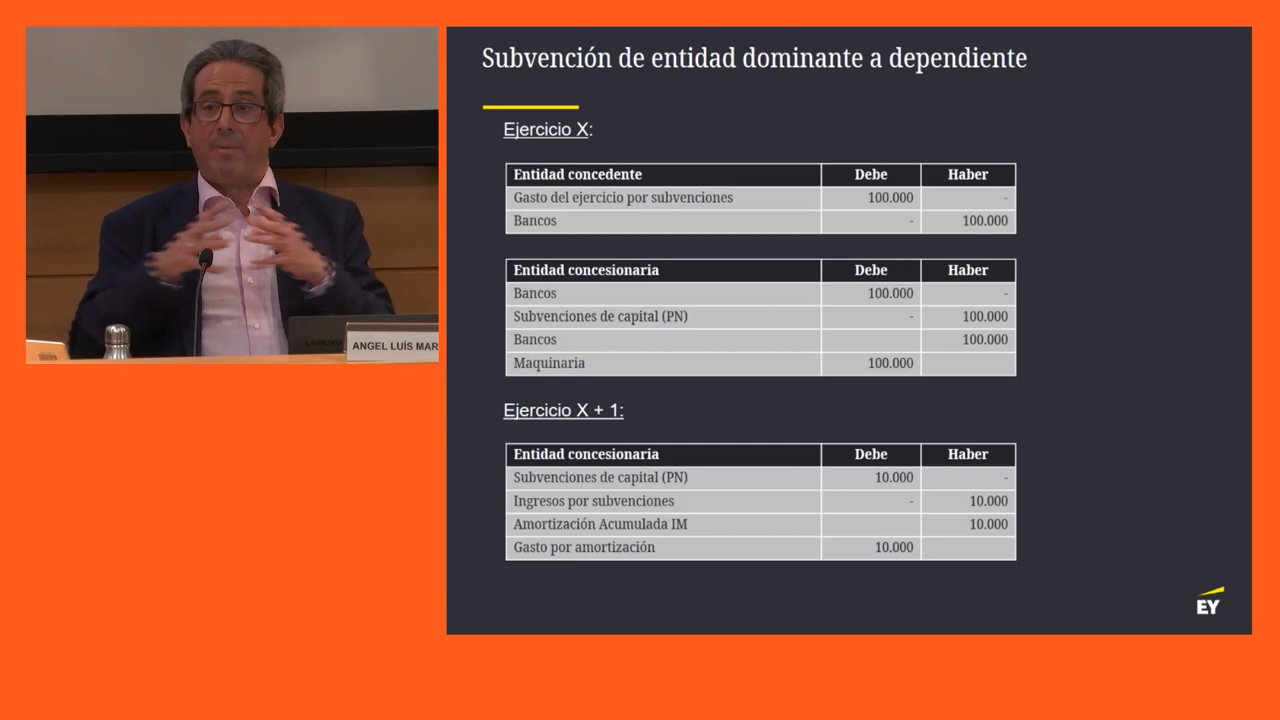 Subvención de entidad dominante a dependiente
Ejercicio X:
Entidad concedente Debe Haber
Gasto del ejercicio por subvenciones 100.000 -
Bancos - 100.000
Entidad concesionaria Debe Haber
Bancos 100.000 -
Subvenciones de capital (PN) - 100.000
Bancos 100.000
Maquinaria 100.000
Ejercicio X + 1:
Entidad concesionaria Debe Haber
Subvenciones de capital (PN) 10.000 -
Ingresos por subvenciones - 10.000
Amortización Acumulada IM 10.000
Gasto por amortización 10.000
EY
ANGEL LUÍS MAR